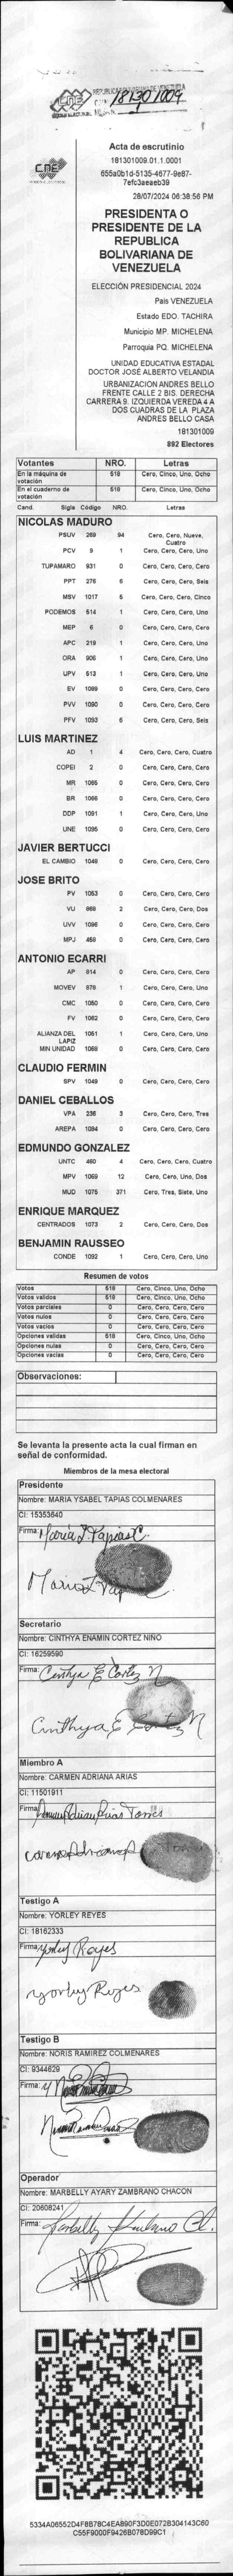 CNE
REPUBLICA BOLIVARIANA DE VENEZUELA
181301009
CNE
Acta de escrutinio
181301009.01.1.0001
655a0b1d-5135-4677-9e87-
7efc3aeaeb39
28/07/2024 06:38:56 PM
PRESIDENTA O
PRESIDENTE DE LA
REPUBLICA
BOLIVARIANA DE
VENEZUELA
ELECCIÓN PRESIDENCIAL 2024
Pais VENEZUELA
Estado EDO. TACHIRA
Municipio MP. MICHELENA
Parroquia PQ. MICHELENA
UNIDAD EDUCATIVA ESTADAL
DOCTOR JOSÉ ALBERTO VELANDIA
URBANIZACION ANDRES BELLO
FRENTE CALLE 2 BIS. DERECHA
CARRERA 9. IZQUIERDA VEREDA 4 A
DOS CUADRAS DE LA PLAZA
ANDRES BELLO CASA
181301009
892 Electores
Votantes NRO. Letras
En la máquina de votación 518 Cero, Cinco, Uno, Ocho
En el cuaderno de votación 518 Cero, Cinco, Uno, Ocho
Cand. Sigla Código NRO. Letras
NICOLAS MADURO
PSUV 269 94 Cero, Cero, Nueve, Cuatro
PCV 9 1 Cero, Cero, Cero, Uno
TUPAMARO 931 0 Cero, Cero, Cero, Cero
PPT 276 6 Cero, Cero, Cero, Seis
MSV 1017 5 Cero, Cero, Cero, Cinco
PODEMOS 514 1 Cero, Cero, Cero, Uno
MEP 6 0 Cero, Cero, Cero, Cero
APC 219 1 Cero, Cero, Cero, Uno
ORA 906 1 Cero, Cero, Cero, Uno
UPV 513 1 Cero, Cero, Cero, Uno
EV 1089 0 Cero, Cero, Cero, Cero
PVV 1090 0 Cero, Cero, Cero, Cero
PFV 1093 6 Cero, Cero, Cero, Seis
LUIS MARTINEZ
AD 1 4 Cero, Cero, Cero, Cuatro
COPEI 2 0 Cero, Cero, Cero, Cero
MR 1065 0 Cero, Cero, Cero, Cero
BR 1066 0 Cero, Cero, Cero, Cero
DDP 1091 1 Cero, Cero, Cero, Uno
UNE 1095 0 Cero, Cero, Cero, Cero
JAVIER BERTUCCI
EL CAMBIO 1048 0 Cero, Cero, Cero, Cero
JOSE BRITO
PV 1053 0 Cero, Cero, Cero, Cero
VU 868 2 Cero, Cero, Cero, Dos
UVV 1096 0 Cero, Cero, Cero, Cero
MPJ 458 0 Cero, Cero, Cero, Cero
ANTONIO ECARRI
AP 814 0 Cero, Cero, Cero, Cero
MOVEV 878 1 Cero, Cero, Cero, Uno
CMC 1050 0 Cero, Cero, Cero, Cero
FV 1062 0 Cero, Cero, Cero, Cero
ALIANZA DEL LAPIZ 1051 1 Cero, Cero, Cero, Uno
MIN UNIDAD 1068 0 Cero, Cero, Cero, Cero
CLAUDIO FERMIN
SPV 1049 0 Cero, Cero, Cero, Cero
DANIEL CEBALLOS
VPA 236 3 Cero, Cero, Cero, Tres
AREPA 1094 0 Cero, Cero, Cero, Cero
EDMUNDO GONZALEZ
UNTC 460 4 Cero, Cero, Cero, Cuatro
MPV 1069 12 Cero, Cero, Uno, Dos
MUD 1075 371 Cero, Tres, Siete, Uno
ENRIQUE MARQUEZ
CENTRADOS 1073 2 Cero, Cero, Cero, Dos
BENJAMIN RAUSSEO
CONDE 1092 1 Cero, Cero, Cero, Uno
Resumen de votos
Votos 518 Cero, Cinco, Uno, Ocho
Votos validos 518 Cero, Cinco, Uno, Ocho
Votos parciales 0 Cero, Cero, Cero, Cero
Votos nulos 0 Cero, Cero, Cero, Cero
Votos vacios 0 Cero, Cero, Cero, Cero
Opciones validas 518 Cero, Cinco, Uno, Ocho
Opciones nulas 0 Cero, Cero, Cero, Cero
Opciones vacias 0 Cero, Cero, Cero, Cero
Observaciones:
Se levanta la presente acta la cual firman en
señal de conformidad.
Miembros de la mesa electoral
Presidente
Nombre: MARIA YSABEL TAPIAS COLMENARES
CI: 15353640
Firma: Maria Y Tapias C.
Maria Y Tap
Secretario
Nombre: CINTHYA ENAMIN CORTEZ NINO
CI: 16259590
Firma: Cinthya E Cortez N
Cinthya E Cortez N
Miembro A
Nombre: CARMEN ADRIANA ARIAS
CI: 11501911
Firma: Carmen Adriana Arias Torres
Carmen Adriana A Torres
Testigo A
Nombre: YORLEY REYES
CI: 18162333
Firma: Yorley Reyes
Yorley Reyes
Testigo B
Nombre: NORIS RAMIREZ COLMENARES
CI: 9344629
Firma:
Operador
Nombre: MARBELLY AYARY ZAMBRANO CHACON
CI: 20608241
Firma: Marbelly Zambrano Ch.
5334A06552D4F8B78C4EA890F3D0E072B304143C60
C55F9000F9426B078D99C1